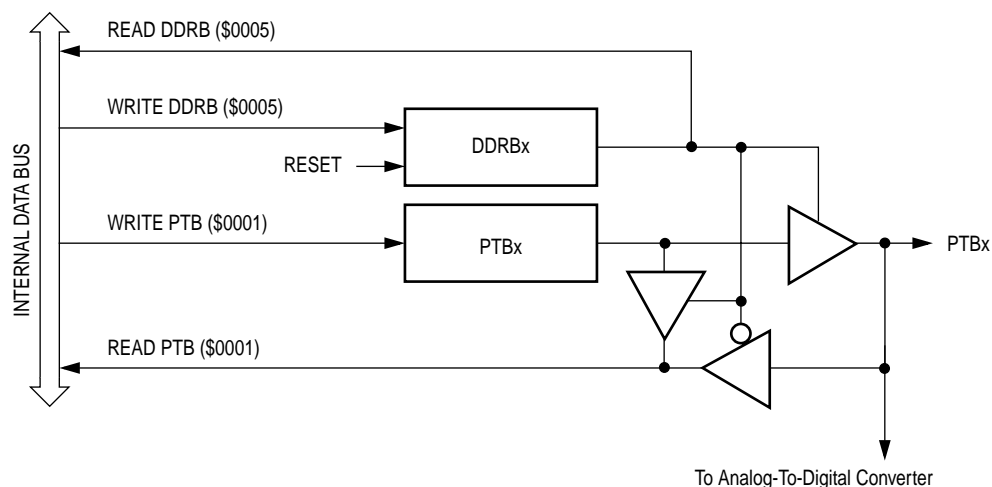 READ DDRB ($0005)
WRITE DDRB ($0005)
RESET
DDRBx
WRITE PTB ($0001)
PTBx
PTBx
READ PTB ($0001)
INTERNAL DATA BUS
To Analog-To-Digital Converter